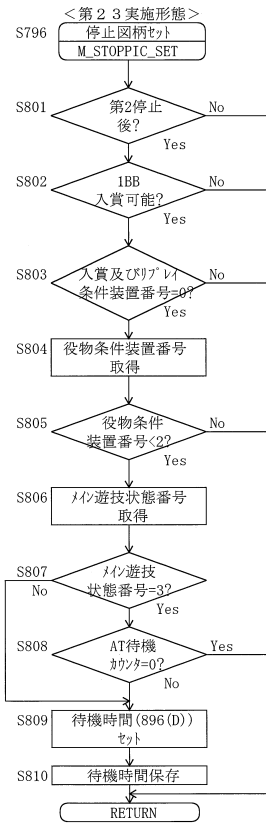 ＜第２３実施形態＞
S796
停止図柄ｾｯﾄ
M_STOPPIC_SET
S801
第2停止
後?
No
Yes
S802
1BB
入賞可能?
No
Yes
S803
入賞及びﾘﾌﾟﾚｲ
条件装置番号=0?
No
Yes
S804
役物条件装置番号
取得
S805
役物条件
装置番号<2?
No
Yes
S806
ﾒｲﾝ遊技状態番号
取得
S807
ﾒｲﾝ遊技
状態番号=3?
No
Yes
S808
AT待機
ｶｳﾝﾀ=0?
Yes
No
S809
待機時間(896(D))
ｾｯﾄ
S810
待機時間保存
RETURN